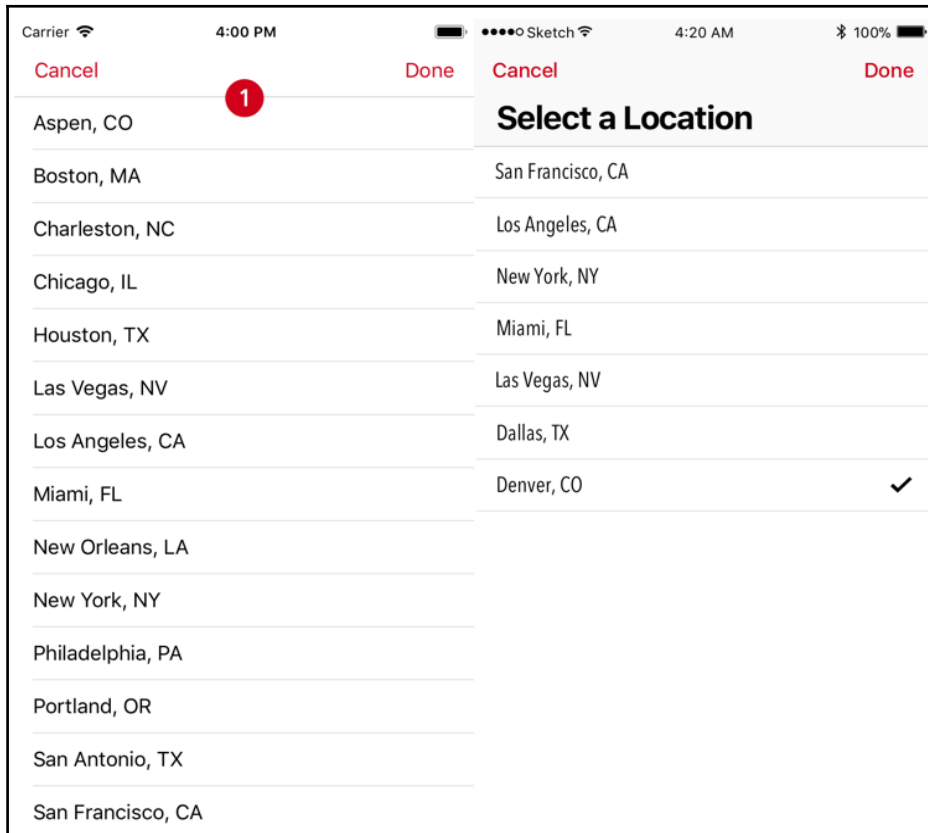 Carrier 4:00 PM
Cancel Done
1
Aspen, CO
Boston, MA
Charleston, NC
Chicago, IL
Houston, TX
Las Vegas, NV
Los Angeles, CA
Miami, FL
New Orleans, LA
New York, NY
Philadelphia, PA
Portland, OR
San Antonio, TX
San Francisco, CA
Sketch 4:20 AM 100%
Cancel Done
Select a Location
San Francisco, CA
Los Angeles, CA
New York, NY
Miami, FL
Las Vegas, NV
Dallas, TX
Denver, CO